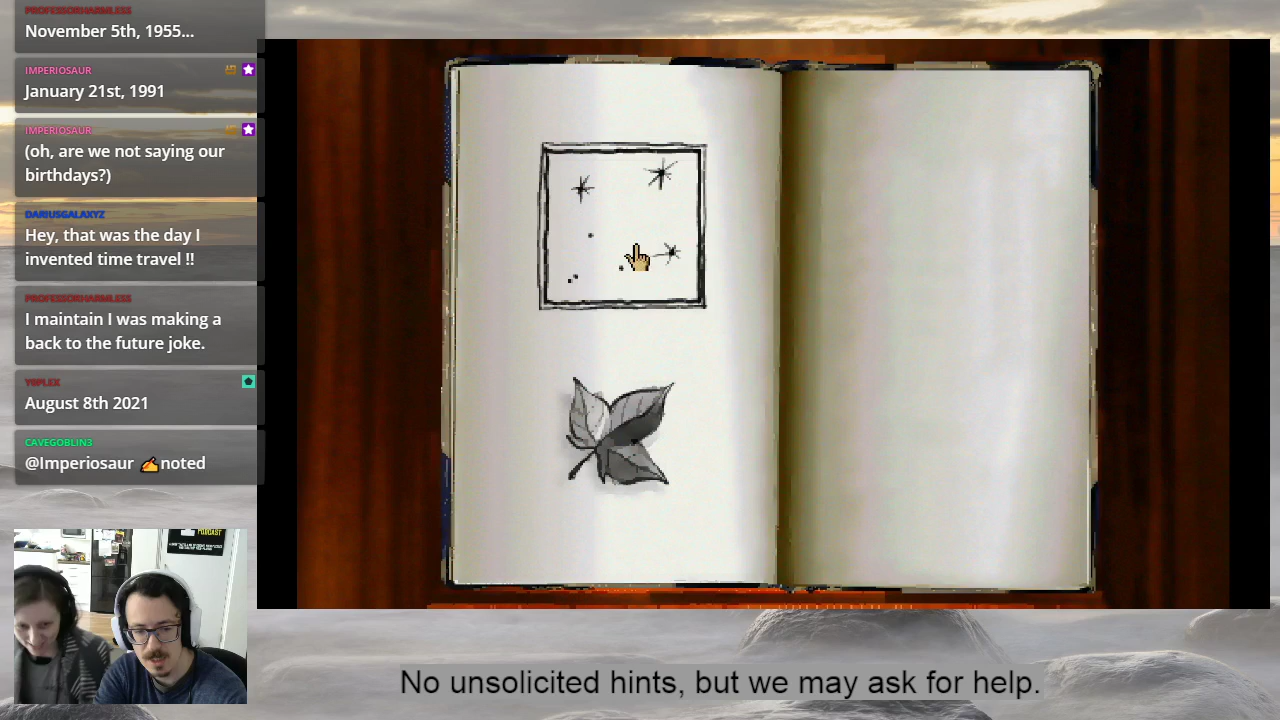 PROFESSORHARMLESS
November 5th, 1955...
IMPERIOSAUR
January 21st, 1991
IMPERIOSAUR
(oh, are we not saying our
birthdays?)
DARIUSGALAXYZ
Hey, that was the day I
invented time travel !!
PROFESSORHARMLESS
I maintain I was making a
back to the future joke.
Y0PLEX
August 8th 2021
CAVEGOBLIN3
@Imperiosaur ✍noted
No unsolicited hints, but we may ask for help.